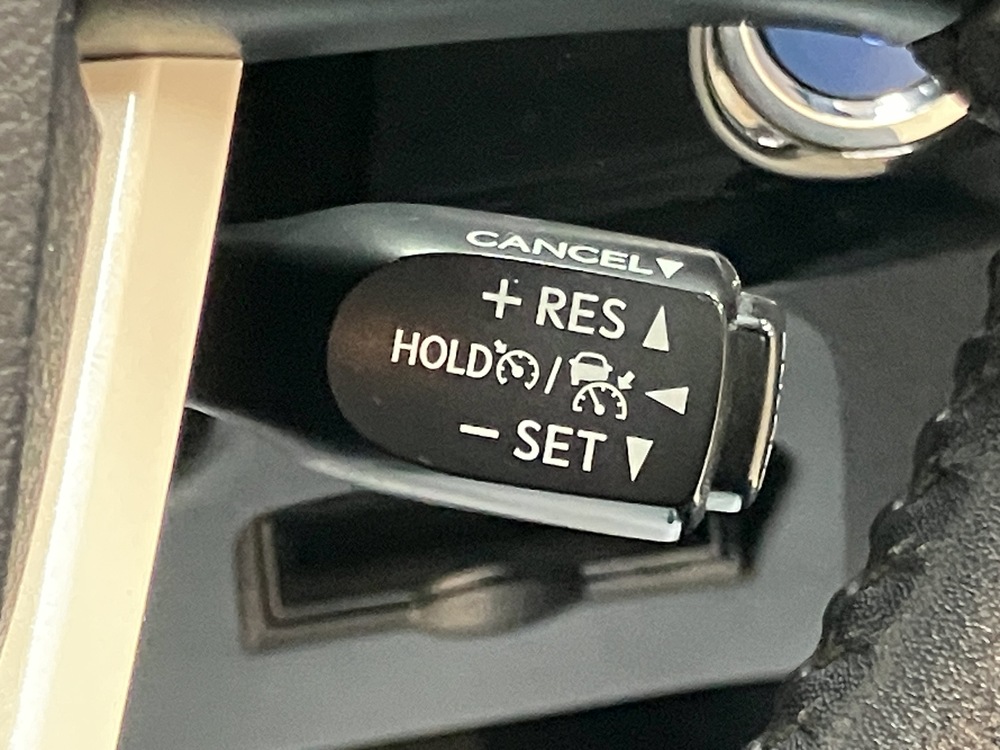 CANCEL▼
+ RES ▲
HOLD / ◀
− SET ▼